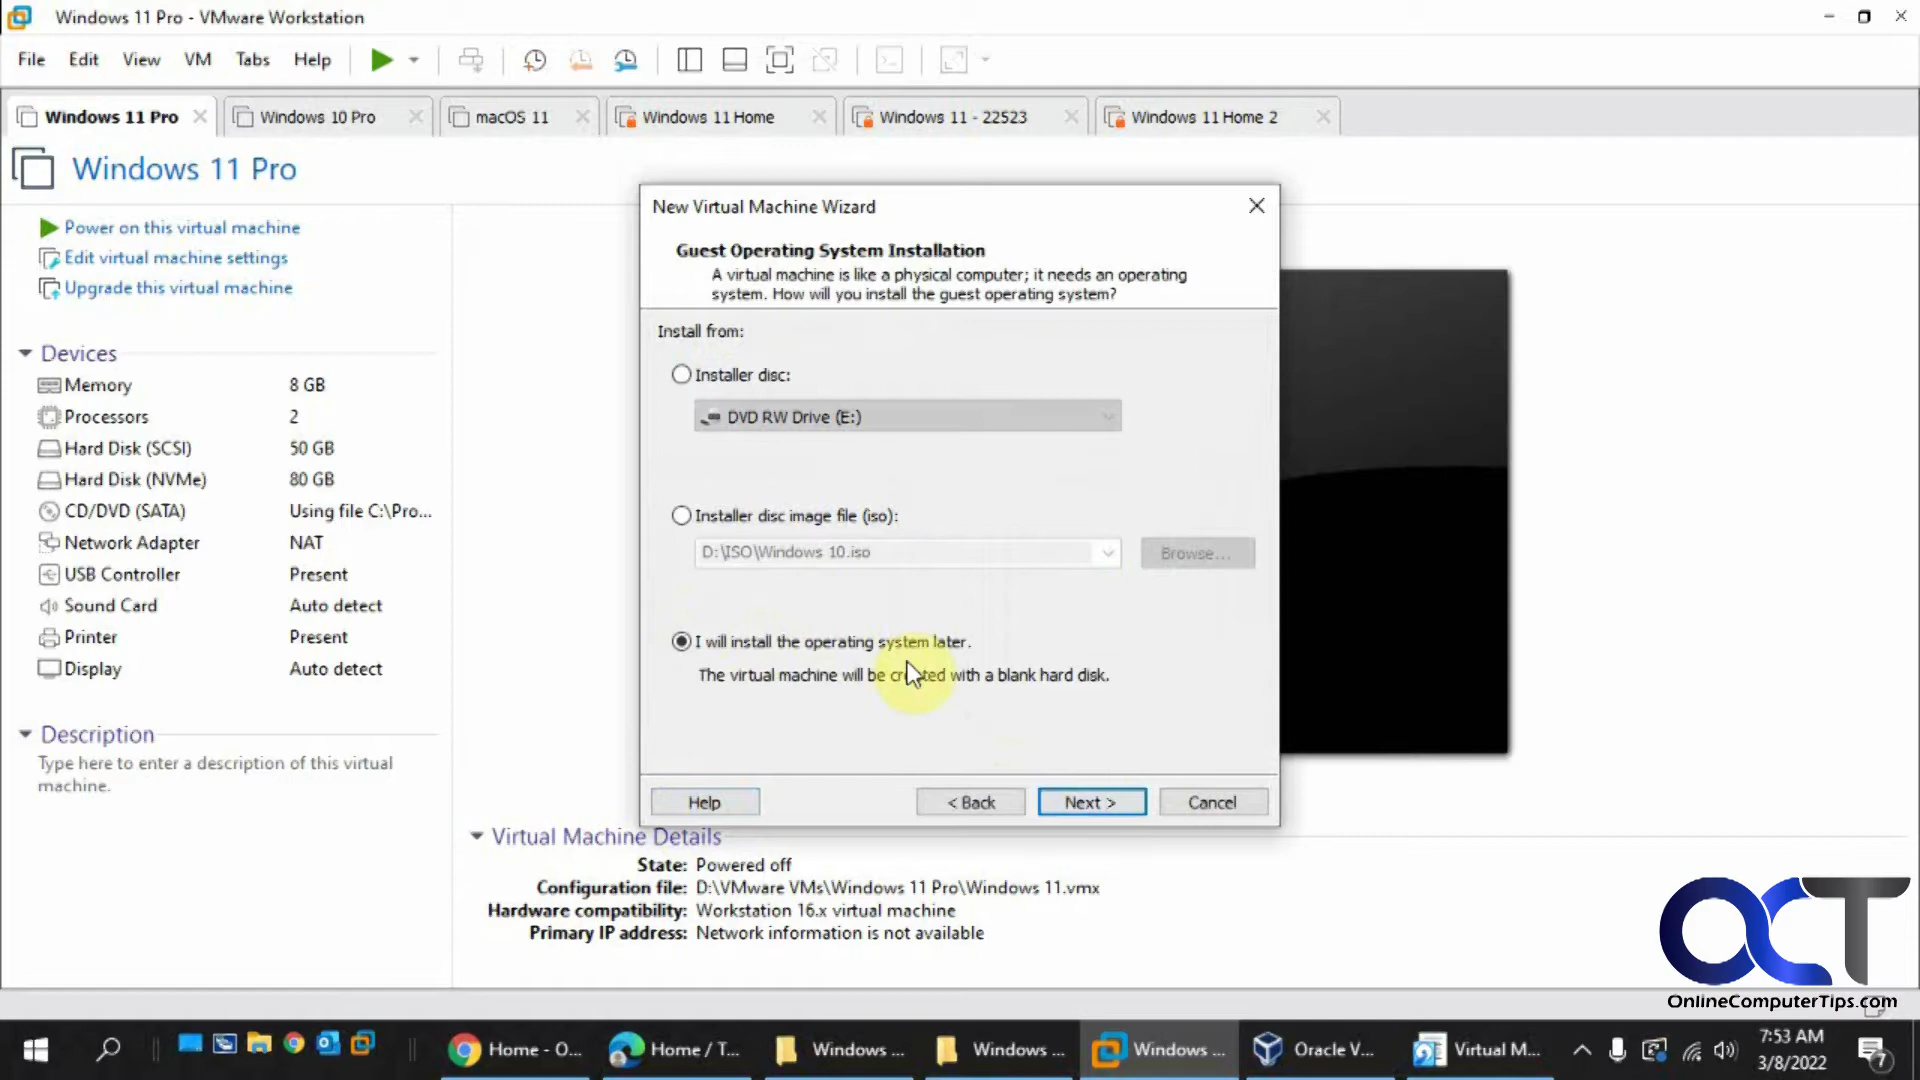 Windows 11 Pro - VMware Workstation
File Edit View VM Tabs Help
Windows 11 Pro Windows 10 Pro macOS 11 Windows 11 Home Windows 11 - 22523 Windows 11 Home 2
Windows 11 Pro
Power on this virtual machine
Edit virtual machine settings
Upgrade this virtual machine
Devices
Memory 8 GB
Processors 2
Hard Disk (SCSI) 50 GB
Hard Disk (NVMe) 80 GB
CD/DVD (SATA) Using file C:\Pro...
Network Adapter NAT
USB Controller Present
Sound Card Auto detect
Printer Present
Display Auto detect
Description
Type here to enter a description of this virtual
machine.
New Virtual Machine Wizard
Guest Operating System Installation
A virtual machine is like a physical computer; it needs an operating
system. How will you install the guest operating system?
Install from:
Installer disc:
DVD RW Drive (E:)
Installer disc image file (iso):
D:\ISO\Windows 10.iso Browse...
I will install the operating system later.
The virtual machine will be created with a blank hard disk.
Help < Back Next > Cancel
Virtual Machine Details
State: Powered off
Configuration file: D:\VMware VMs\Windows 11 Pro\Windows 11.vmx
Hardware compatibility: Workstation 16.x virtual machine
Primary IP address: Network information is not available
OCT
OnlineComputerTips.com
Home - O... Home / T... Windows ... Windows ... Windows ... Oracle V... Virtual M...
7:53 AM
3/8/2022
7